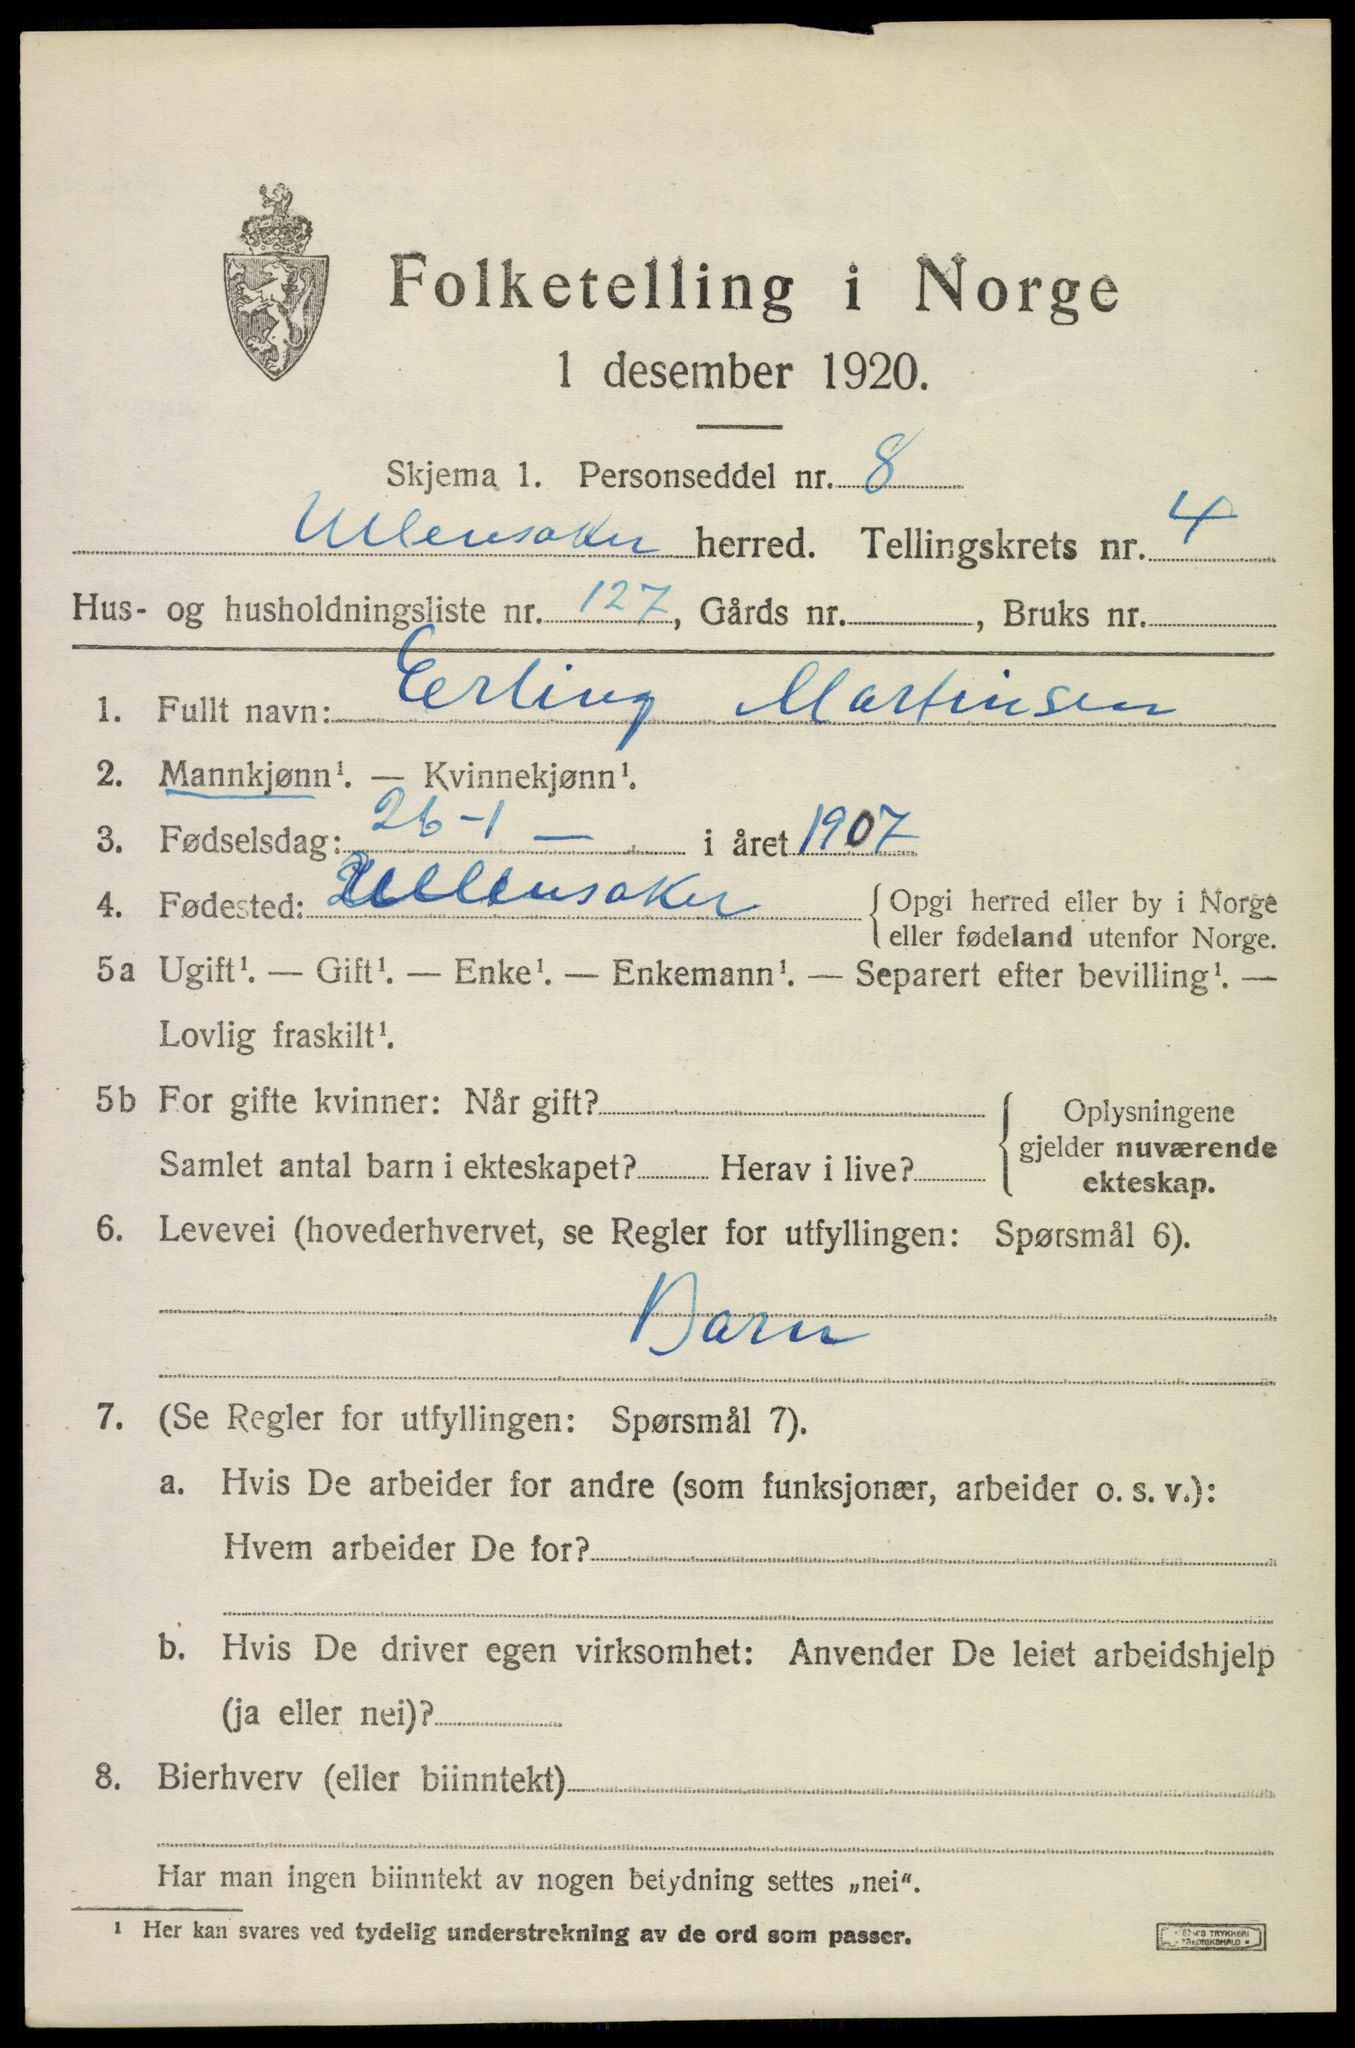 Folketelling i Norge
1 desember 1920.
Skjema 1. Personseddel nr. 8
Ullensaker herred. Tellingskrets nr. 4
Hus- og husholdningsliste nr. 127, Gårds nr. , Bruks nr.
1. Fullt navn: Erling Martinsen
2. Mannkjønn¹. — Kvinnekjønn¹.
3. Fødselsdag: 26-1 — i året 1907
4. Fødested: Ullensaker { Opgi herred eller by i Norge
eller fødeland utenfor Norge.
5a Ugift¹. — Gift¹. — Enke¹. — Enkemann¹. — Separert efter bevilling¹. —
Lovlig fraskilt¹.
5b For gifte kvinner: Når gift? { Oplysningene
gjelder nuværende
Samlet antal barn i ekteskapet? Herav i live? ekteskap.
6. Levevei (hovederhvervet, se Regler for utfyllingen: Spørsmål 6).
Barn
7. (Se Regler for utfyllingen: Spørsmål 7).
a. Hvis De arbeider for andre (som funksjonær, arbeider o. s. v.):
Hvem arbeider De for?
b. Hvis De driver egen virksomhet: Anvender De leiet arbeidshjelp
(ja eller nei)?
8. Bierhverv (eller biinntekt)
Har man ingen biinntekt av nogen betydning settes „nei".
¹ Her kan svares ved tydelig understrekning av de ord som passer.
TRYKKERI